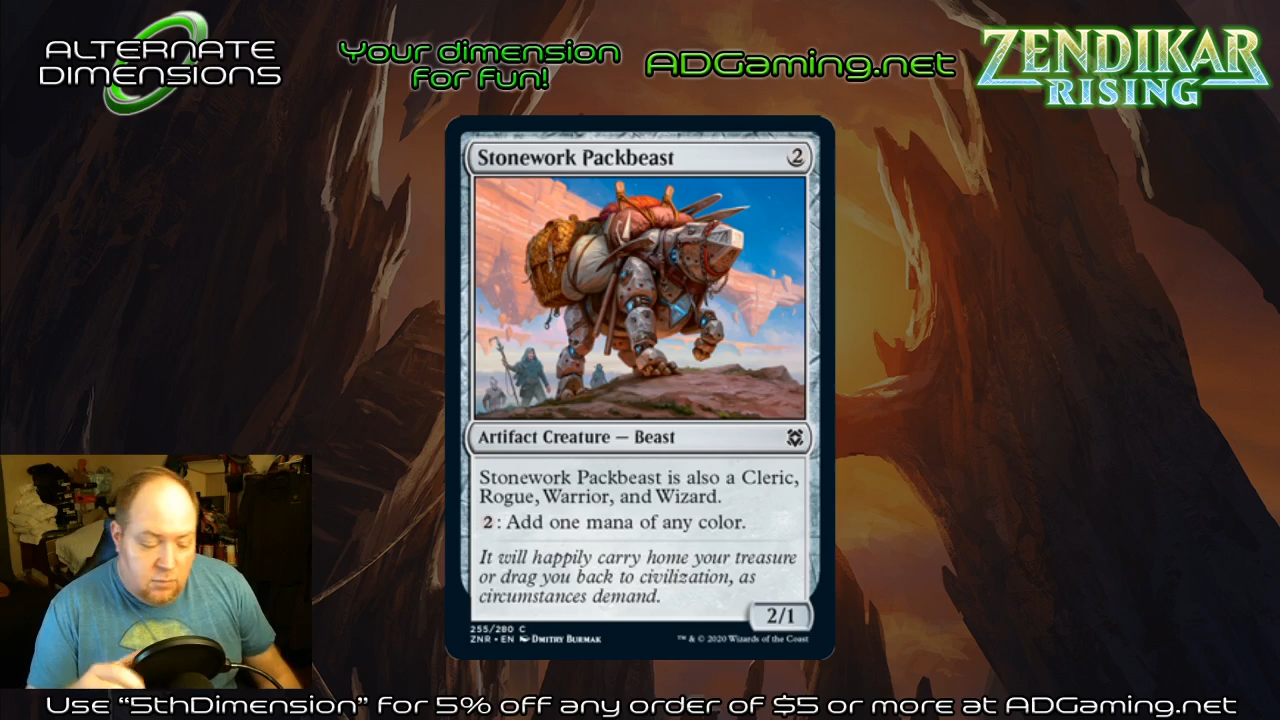 ALTERNATE
DIMENSIONS
Your dimension
for fun!
ADGaming.net
ZENDIKAR
RISING
Stonework Packbeast 2
Artifact Creature — Beast
Stonework Packbeast is also a Cleric,
Rogue, Warrior, and Wizard.
2: Add one mana of any color.
It will happily carry home your treasure
or drag you back to civilization, as
circumstances demand.
2/1
255/280 C
ZNR • EN Dmitry Burmak
™ & © 2020 Wizards of the Coast
Use “5thDimension” for 5% off any order of $5 or more at ADGaming.net